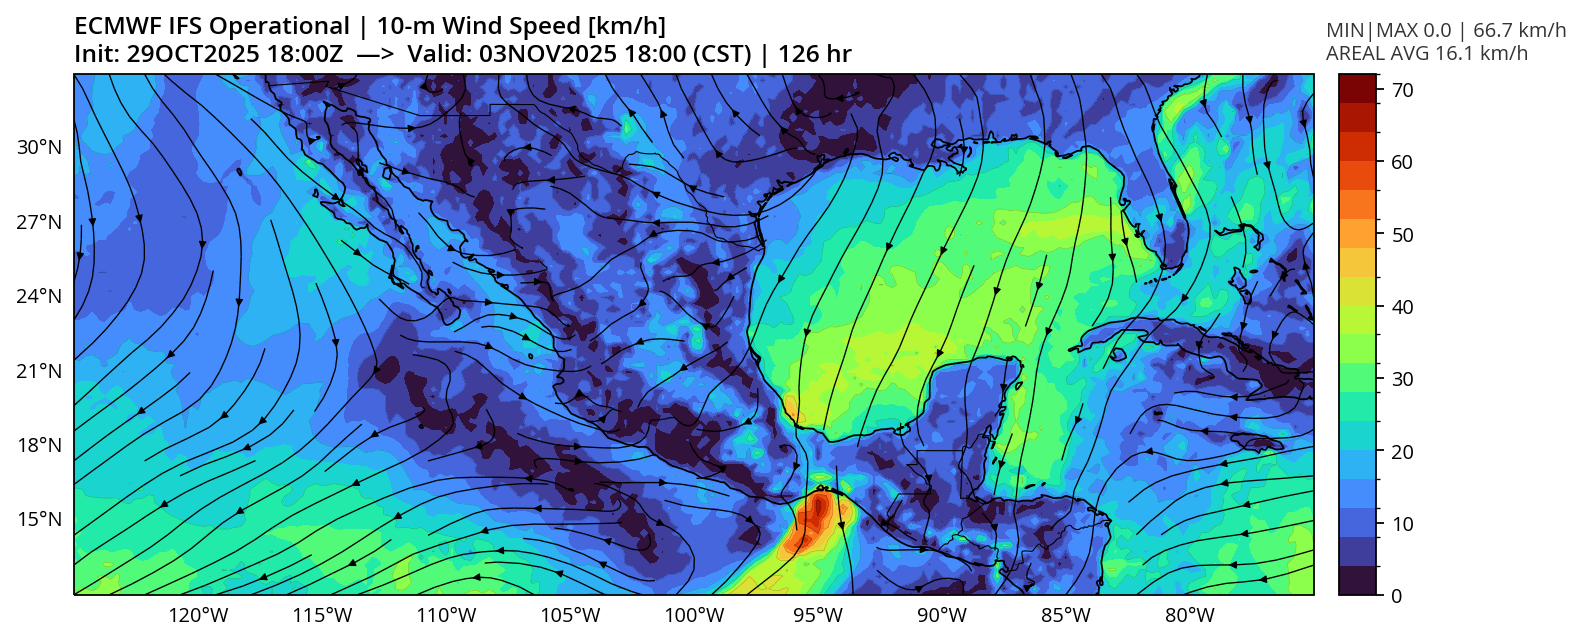 ECMWF IFS Operational | 10-m Wind Speed [km/h]
Init: 29OCT2025 18:00Z —> Valid: 03NOV2025 18:00 (CST) | 126 hr
MIN|MAX 0.0 | 66.7 km/h
AREAL AVG 16.1 km/h
70
60
50
40
30
20
10
0
30°N
27°N
24°N
21°N
18°N
15°N
120°W 115°W 110°W 105°W 100°W 95°W 90°W 85°W 80°W